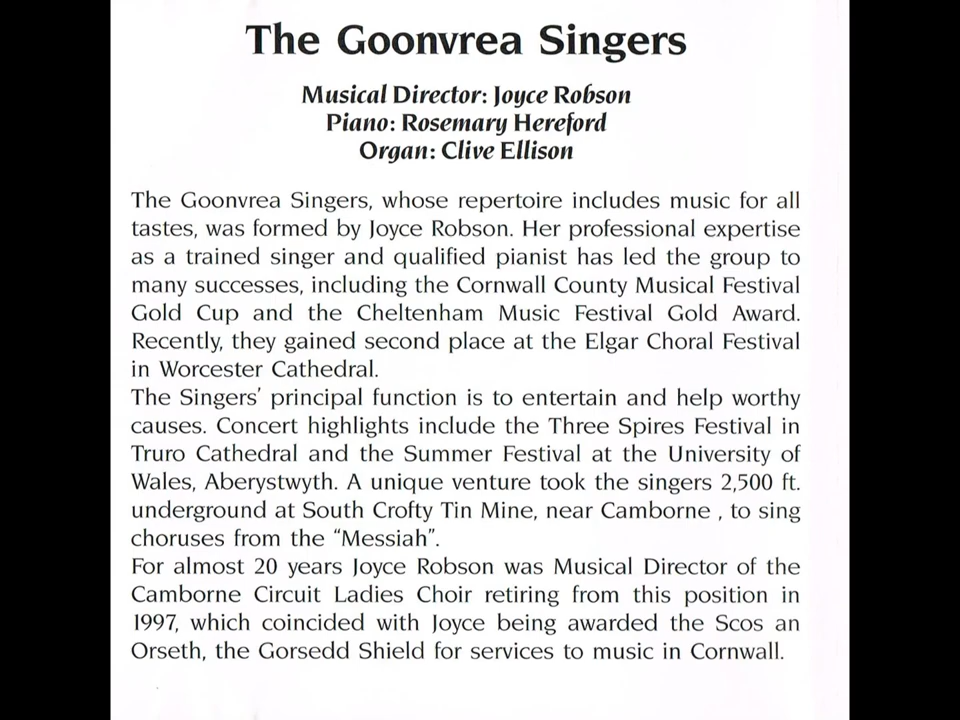 The Goonvrea Singers
Musical Director: Joyce Robson
Piano: Rosemary Hereford
Organ: Clive Ellison
The Goonvrea Singers, whose repertoire includes music for all
tastes, was formed by Joyce Robson. Her professional expertise
as a trained singer and qualified pianist has led the group to
many successes, including the Cornwall County Musical Festival
Gold Cup and the Cheltenham Music Festival Gold Award.
Recently, they gained second place at the Elgar Choral Festival
in Worcester Cathedral.
The Singers' principal function is to entertain and help worthy
causes. Concert highlights include the Three Spires Festival in
Truro Cathedral and the Summer Festival at the University of
Wales, Aberystwyth. A unique venture took the singers 2,500 ft.
underground at South Crofty Tin Mine, near Camborne , to sing
choruses from the “Messiah”.
For almost 20 years Joyce Robson was Musical Director of the
Camborne Circuit Ladies Choir retiring from this position in
1997, which coincided with Joyce being awarded the Scos an
Orseth, the Gorsedd Shield for services to music in Cornwall.